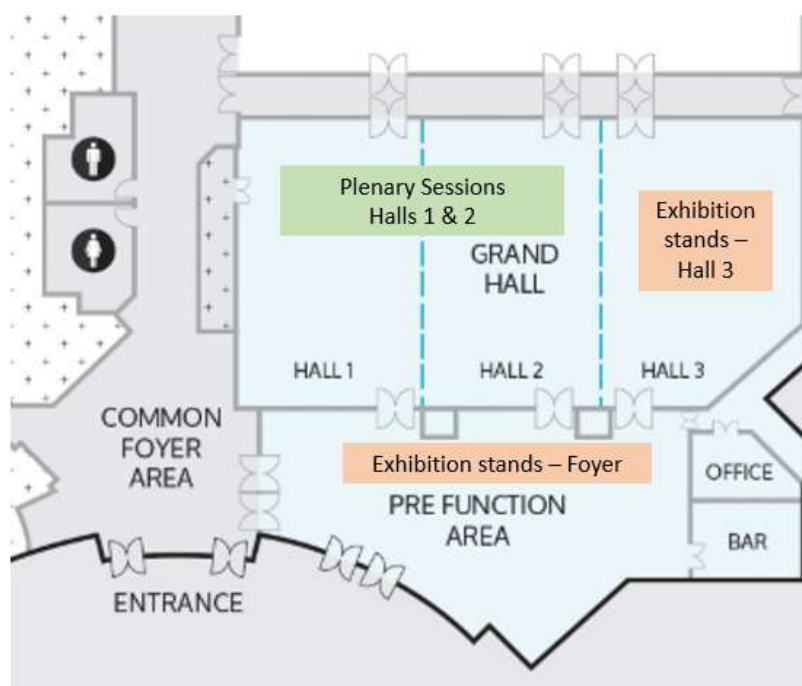 Plenary Sessions
Halls 1 & 2
Exhibition
stands –
Hall 3
GRAND
HALL
HALL 1
HALL 2
HALL 3
COMMON
FOYER
AREA
Exhibition stands – Foyer
PRE FUNCTION
AREA
OFFICE
BAR
ENTRANCE